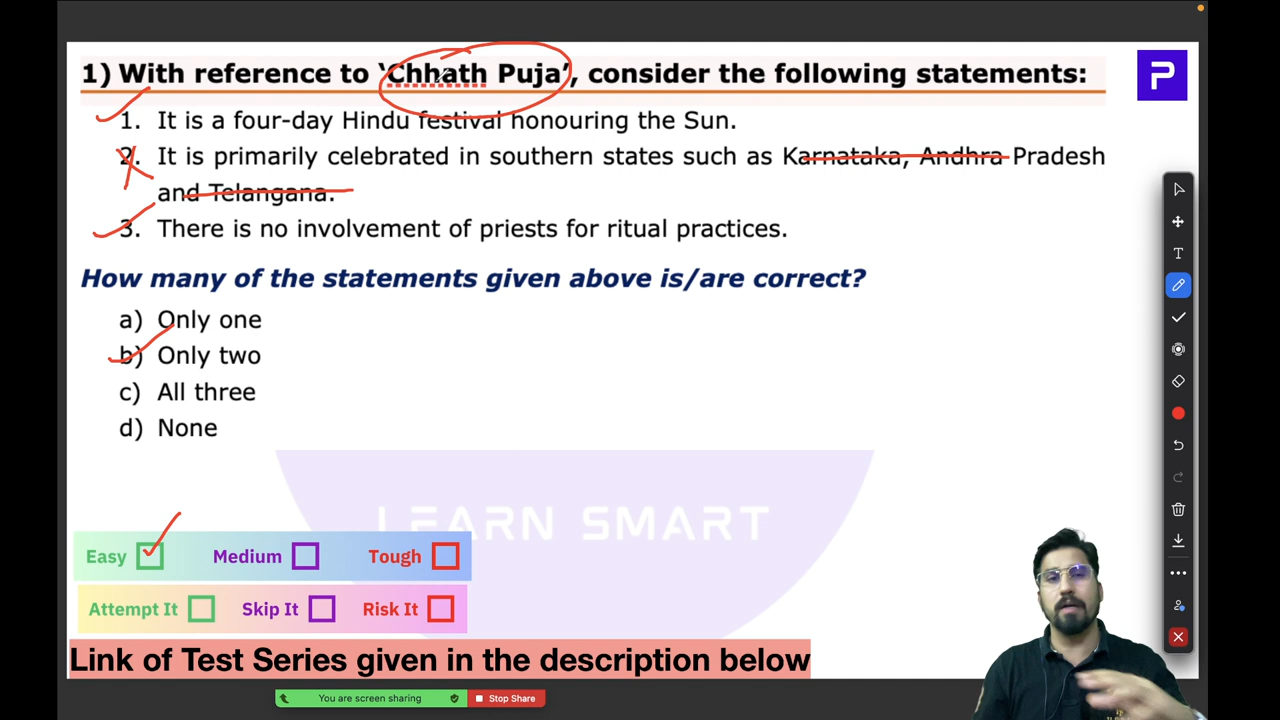 1) With reference to ‘Chhath Puja’, consider the following statements:
1. It is a four-day Hindu festival honouring the Sun.
2. It is primarily celebrated in southern states such as Karnataka, Andhra Pradesh
and Telangana.
3. There is no involvement of priests for ritual practices.
How many of the statements given above is/are correct?
a) Only one
b) Only two
c) All three
d) None
LEARN SMART
Easy Medium Tough
Attempt It Skip It Risk It
Link of Test Series given in the description below
You are screen sharing Stop Share
P
T